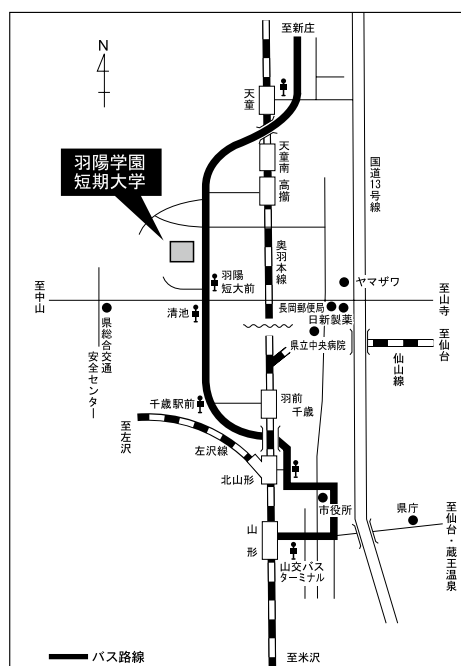 至新庄
N
天童
羽陽学園
短期大学
天童南
高擶
国道13号線
奥羽本線
羽陽
短大前
ヤマザワ
至中山
長岡郵便局
至山寺
清池
日新製薬
県総合交通
安全センター
県立中央病院
至仙台
仙山線
千歳駅前
羽前
千歳
至左沢
左沢線
北山形
市役所
県庁
至仙台・蔵王温泉
山形
山交バス
ターミナル
バス路線
至米沢